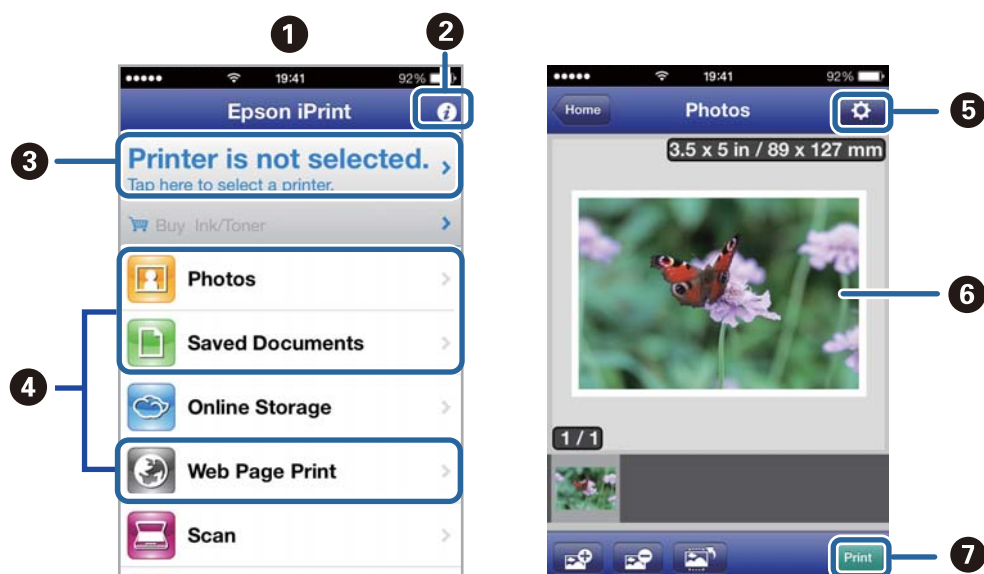 1
2
19:41
92%
Epson iPrint
i
3
Printer is not selected.
Tap here to select a printer.
Buy Ink/Toner
Photos
Saved Documents
4
Online Storage
Web Page Print
Scan
19:41
92%
Home
Photos
5
3.5 x 5 in / 89 x 127 mm
6
1 / 1
Print
7